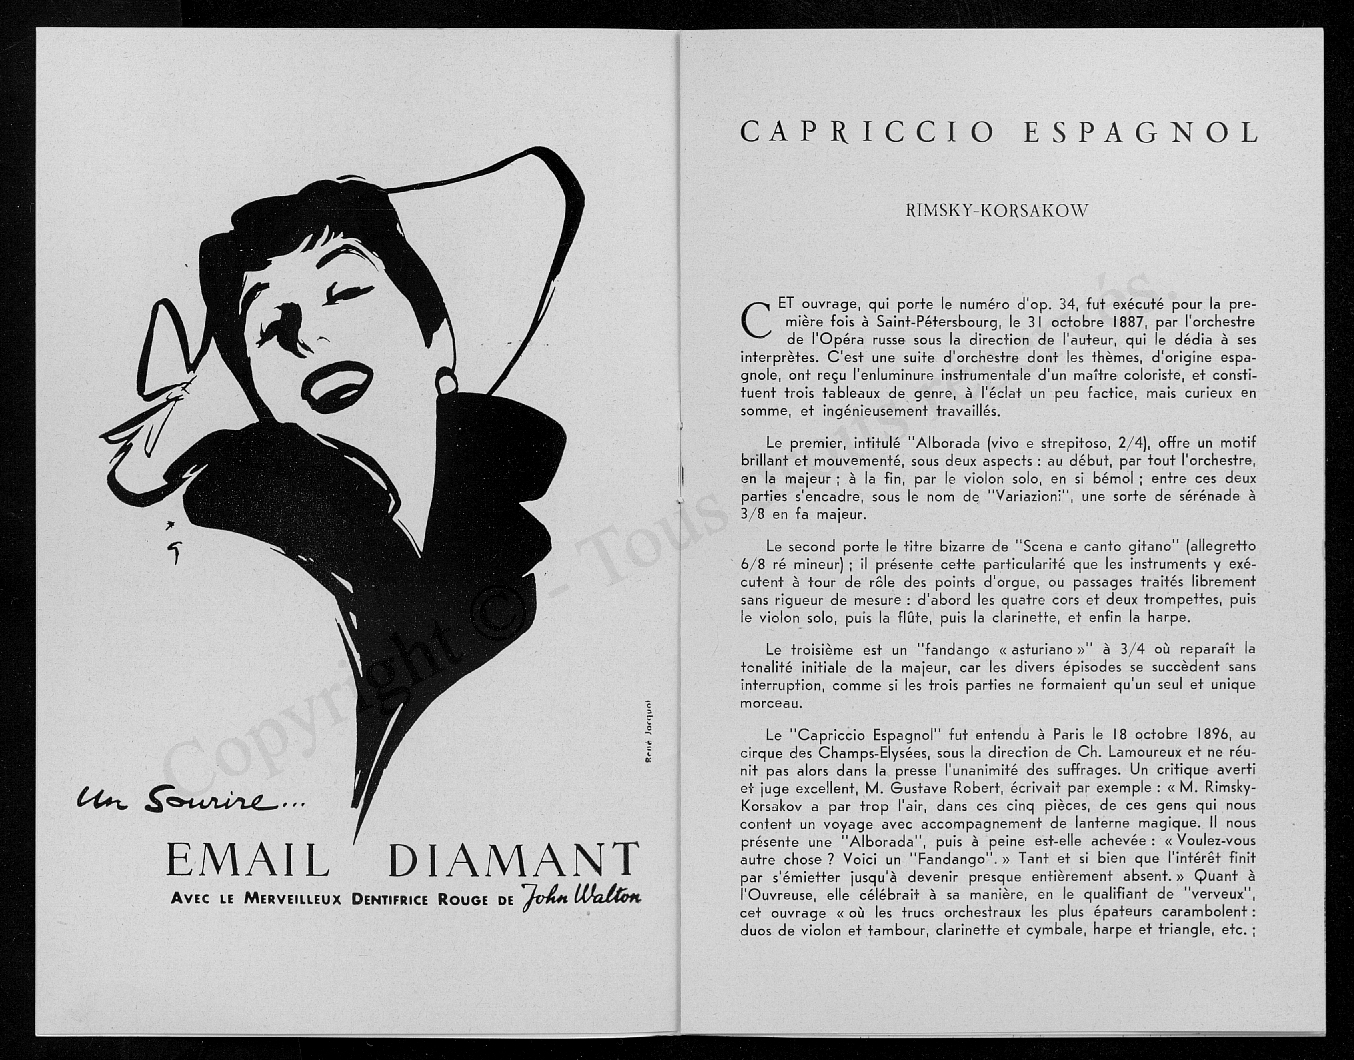 René Jacquot
Un Sourire...
EMAIL DIAMANT
AVEC LE MERVEILLEUX DENTIFRICE ROUGE DE John Walton
CAPRICCIO ESPAGNOL
RIMSKY-KORSAKOW
CET ouvrage, qui porte le numéro d'op. 34, fut exécuté pour la pre-
mière fois à Saint-Pétersbourg, le 31 octobre 1887, par l'orchestre
de l'Opéra russe sous la direction de l'auteur, qui le dédia à ses
interprètes. C'est une suite d'orchestre dont les thèmes, d'origine espa-
gnole, ont reçu l'enluminure instrumentale d'un maître coloriste, et consti-
tuent trois tableaux de genre, à l'éclat un peu factice, mais curieux en
somme, et ingénieusement travaillés.
Le premier, intitulé "Alborada (vivo e strepitoso, 2/4), offre un motif
brillant et mouvementé, sous deux aspects : au début, par tout l'orchestre,
en la majeur ; à la fin, par le violon solo, en si bémol ; entre ces deux
parties s'encadre, sous le nom de "Variazioni", une sorte de sérénade à
3/8 en fa majeur.
Le second porte le titre bizarre de "Scena e canto gitano" (allegretto
6/8 ré mineur) ; il présente cette particularité que les instruments y exé-
cutent à tour de rôle des points d'orgue, ou passages traités librement
sans rigueur de mesure : d'abord les quatre cors et deux trompettes, puis
le violon solo, puis la flûte, puis la clarinette, et enfin la harpe.
Le troisième est un "fandango « asturiano »" à 3/4 où reparaît la
tonalité initiale de la majeur, car les divers épisodes se succèdent sans
interruption, comme si les trois parties ne formaient qu'un seul et unique
morceau.
Le "Capriccio Espagnol" fut entendu à Paris le 18 octobre 1896, au
cirque des Champs-Elysées, sous la direction de Ch. Lamoureux et ne réu-
nit pas alors dans la presse l'unanimité des suffrages. Un critique averti
et juge excellent, M. Gustave Robert, écrivait par exemple : « M. Rimsky-
Korsakov a par trop l'air, dans ces cinq pièces, de ces gens qui nous
content un voyage avec accompagnement de lanterne magique. Il nous
présente une "Alborada", puis à peine est-elle achevée : « Voulez-vous
autre chose ? Voici un "Fandango". » Tant et si bien que l'intérêt finit
par s'émietter jusqu'à devenir presque entièrement absent. » Quant à
l'Ouvreuse, elle célébrait à sa manière, en le qualifiant de "verveux",
cet ouvrage « où les trucs orchestraux les plus épateurs carambolent :
duos de violon et tambour, clarinette et cymbale, harpe et triangle, etc. ;
Copyright © - Tous droits réservés.